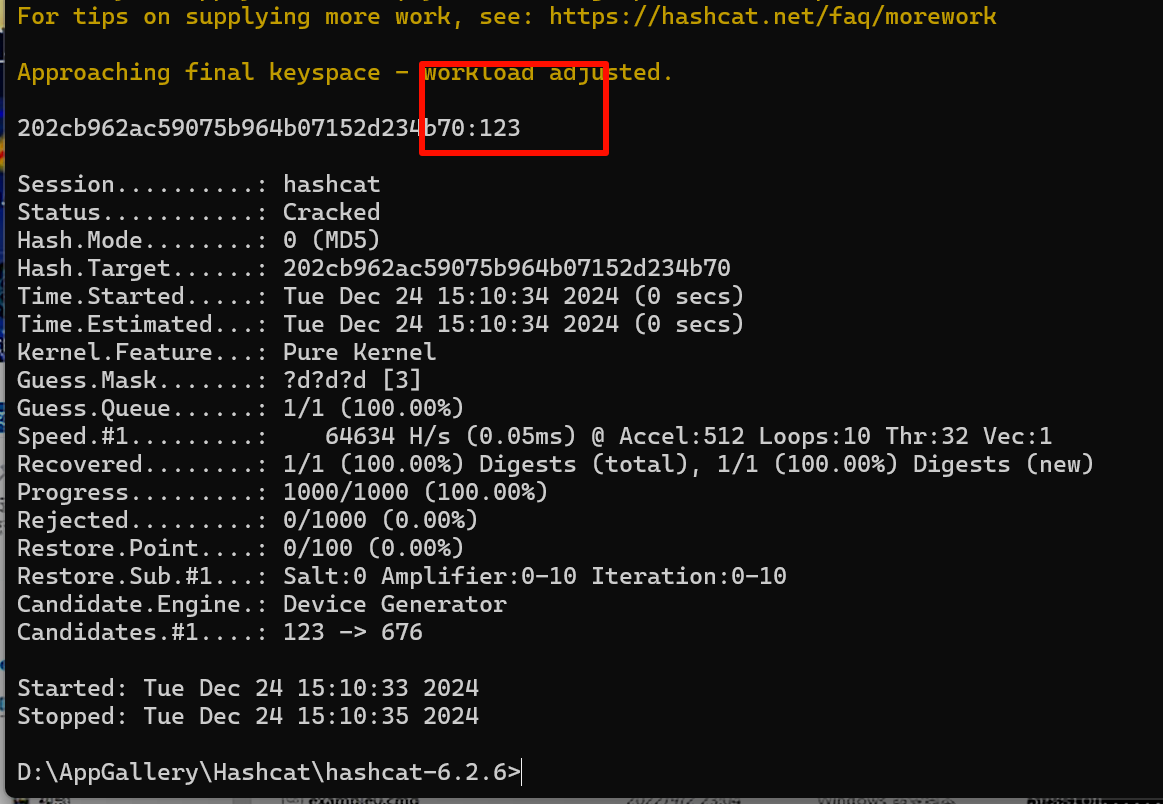 For tips on supplying more work, see: https://hashcat.net/faq/morework
Approaching final keyspace - workload adjusted.
202cb962ac59075b964b07152d234b70:123
Session..........: hashcat
Status...........: Cracked
Hash.Mode........: 0 (MD5)
Hash.Target......: 202cb962ac59075b964b07152d234b70
Time.Started.....: Tue Dec 24 15:10:34 2024 (0 secs)
Time.Estimated...: Tue Dec 24 15:10:34 2024 (0 secs)
Kernel.Feature...: Pure Kernel
Guess.Mask.......: ?d?d?d [3]
Guess.Queue......: 1/1 (100.00%)
Speed.#1.........:    64634 H/s (0.05ms) @ Accel:512 Loops:10 Thr:32 Vec:1
Recovered........: 1/1 (100.00%) Digests (total), 1/1 (100.00%) Digests (new)
Progress.........: 1000/1000 (100.00%)
Rejected.........: 0/1000 (0.00%)
Restore.Point....: 0/100 (0.00%)
Restore.Sub.#1...: Salt:0 Amplifier:0-10 Iteration:0-10
Candidate.Engine.: Device Generator
Candidates.#1....: 123 -> 676
Started: Tue Dec 24 15:10:33 2024
Stopped: Tue Dec 24 15:10:35 2024
D:\AppGallery\Hashcat\hashcat-6.2.6>